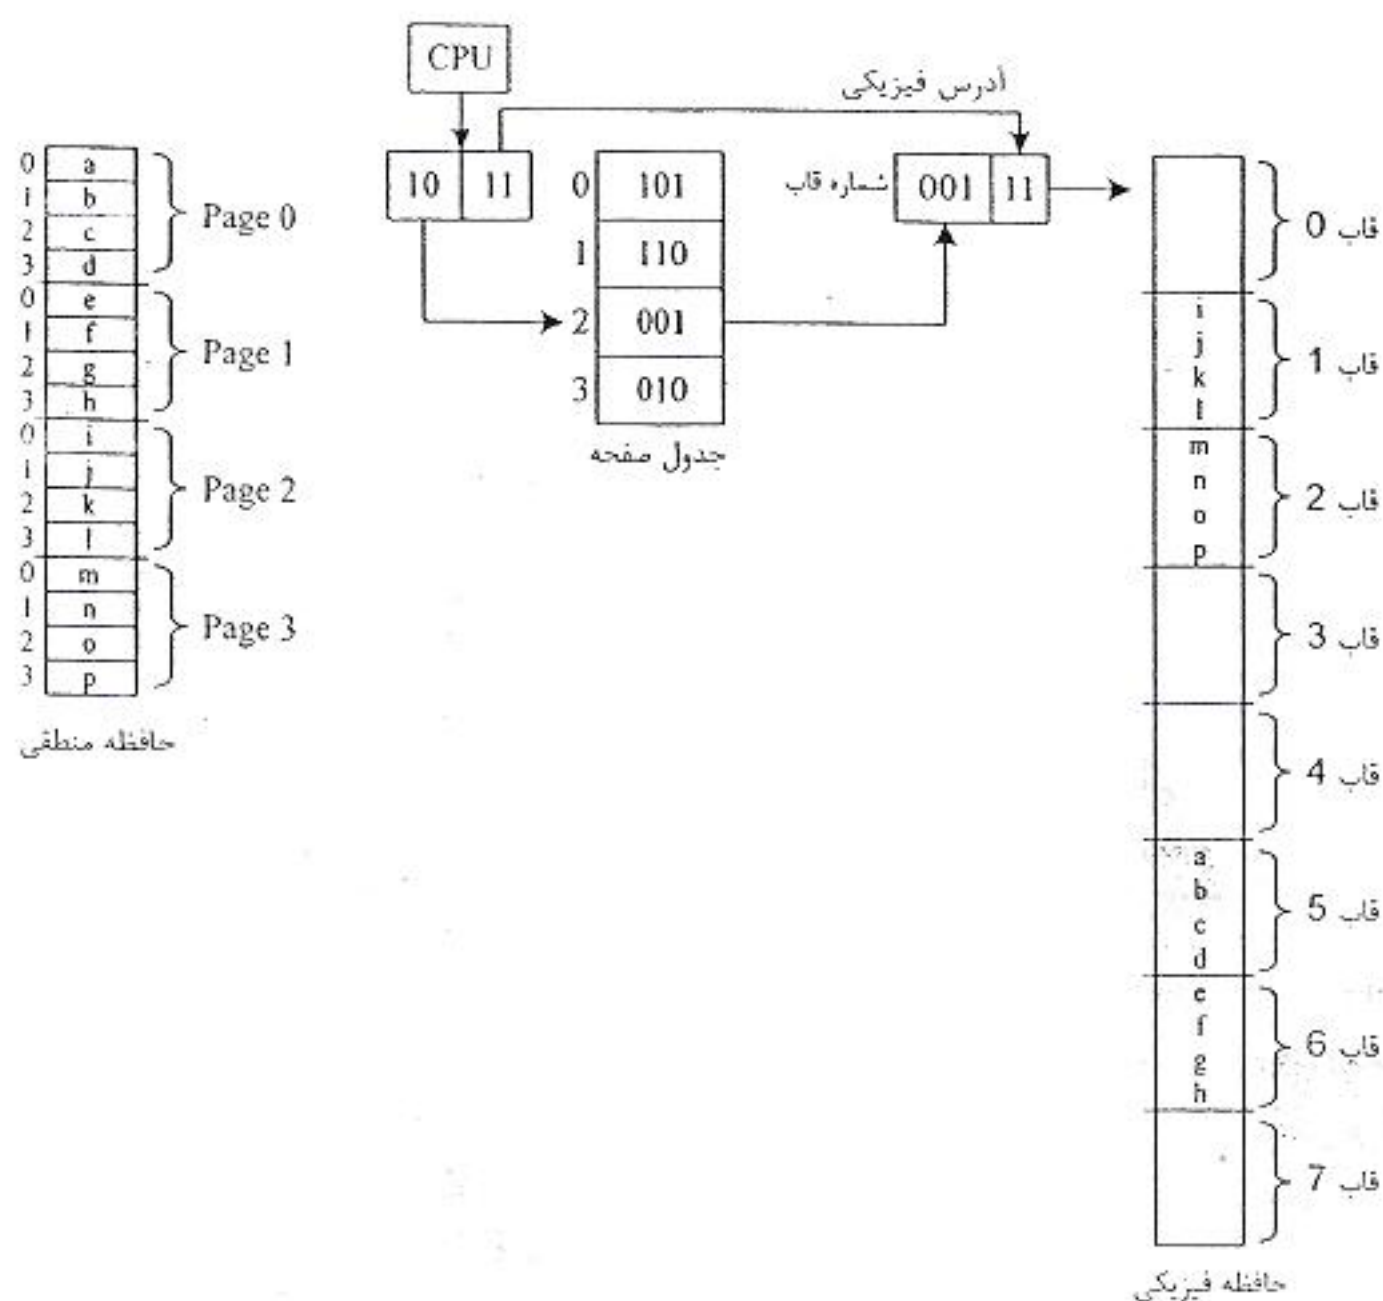 CPU
آدرس فیزیکی
10 11
شماره قاب 001 11
0 101
1 110
2 001
3 010
جدول صفحه
0 a
1 b
2 c
3 d
Page 0
0 e
1 f
2 g
3 h
Page 1
0 i
1 j
2 k
3 l
Page 2
0 m
1 n
2 o
3 p
Page 3
حافظه منطقی
قاب 0
i
j
k
l
قاب 1
m
n
o
p
قاب 2
قاب 3
قاب 4
a
b
c
d
قاب 5
e
f
g
h
قاب 6
قاب 7
حافظه فیزیکی